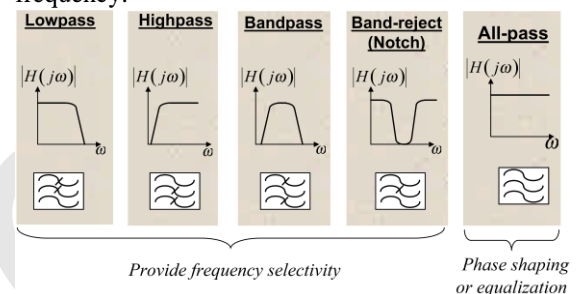 frequency.
Lowpass
Highpass
Bandpass
Band-reject
(Notch)
All-pass
|H(jω)|
|H(jω)|
|H(jω)|
|H(jω)|
|H(jω)|
ω
ω
ω
ω
ω
Provide frequency selectivity
Phase shaping
or equalization